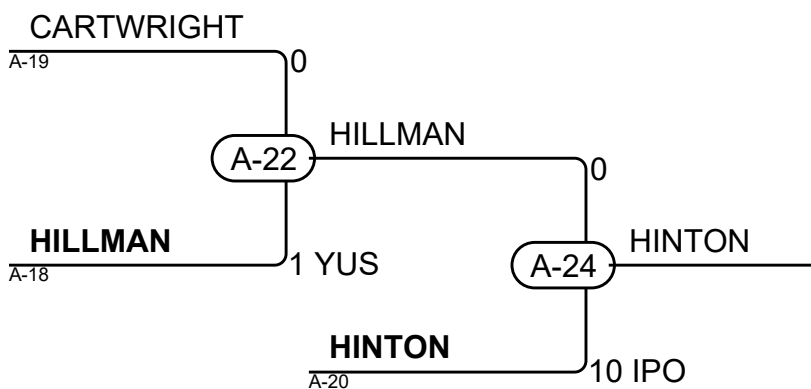 CARTWRIGHT
A-19
0
A-22
HILLMAN
0
HILLMAN
A-18
1 YUS
A-24
HINTON
HINTON
A-20
10 IPO